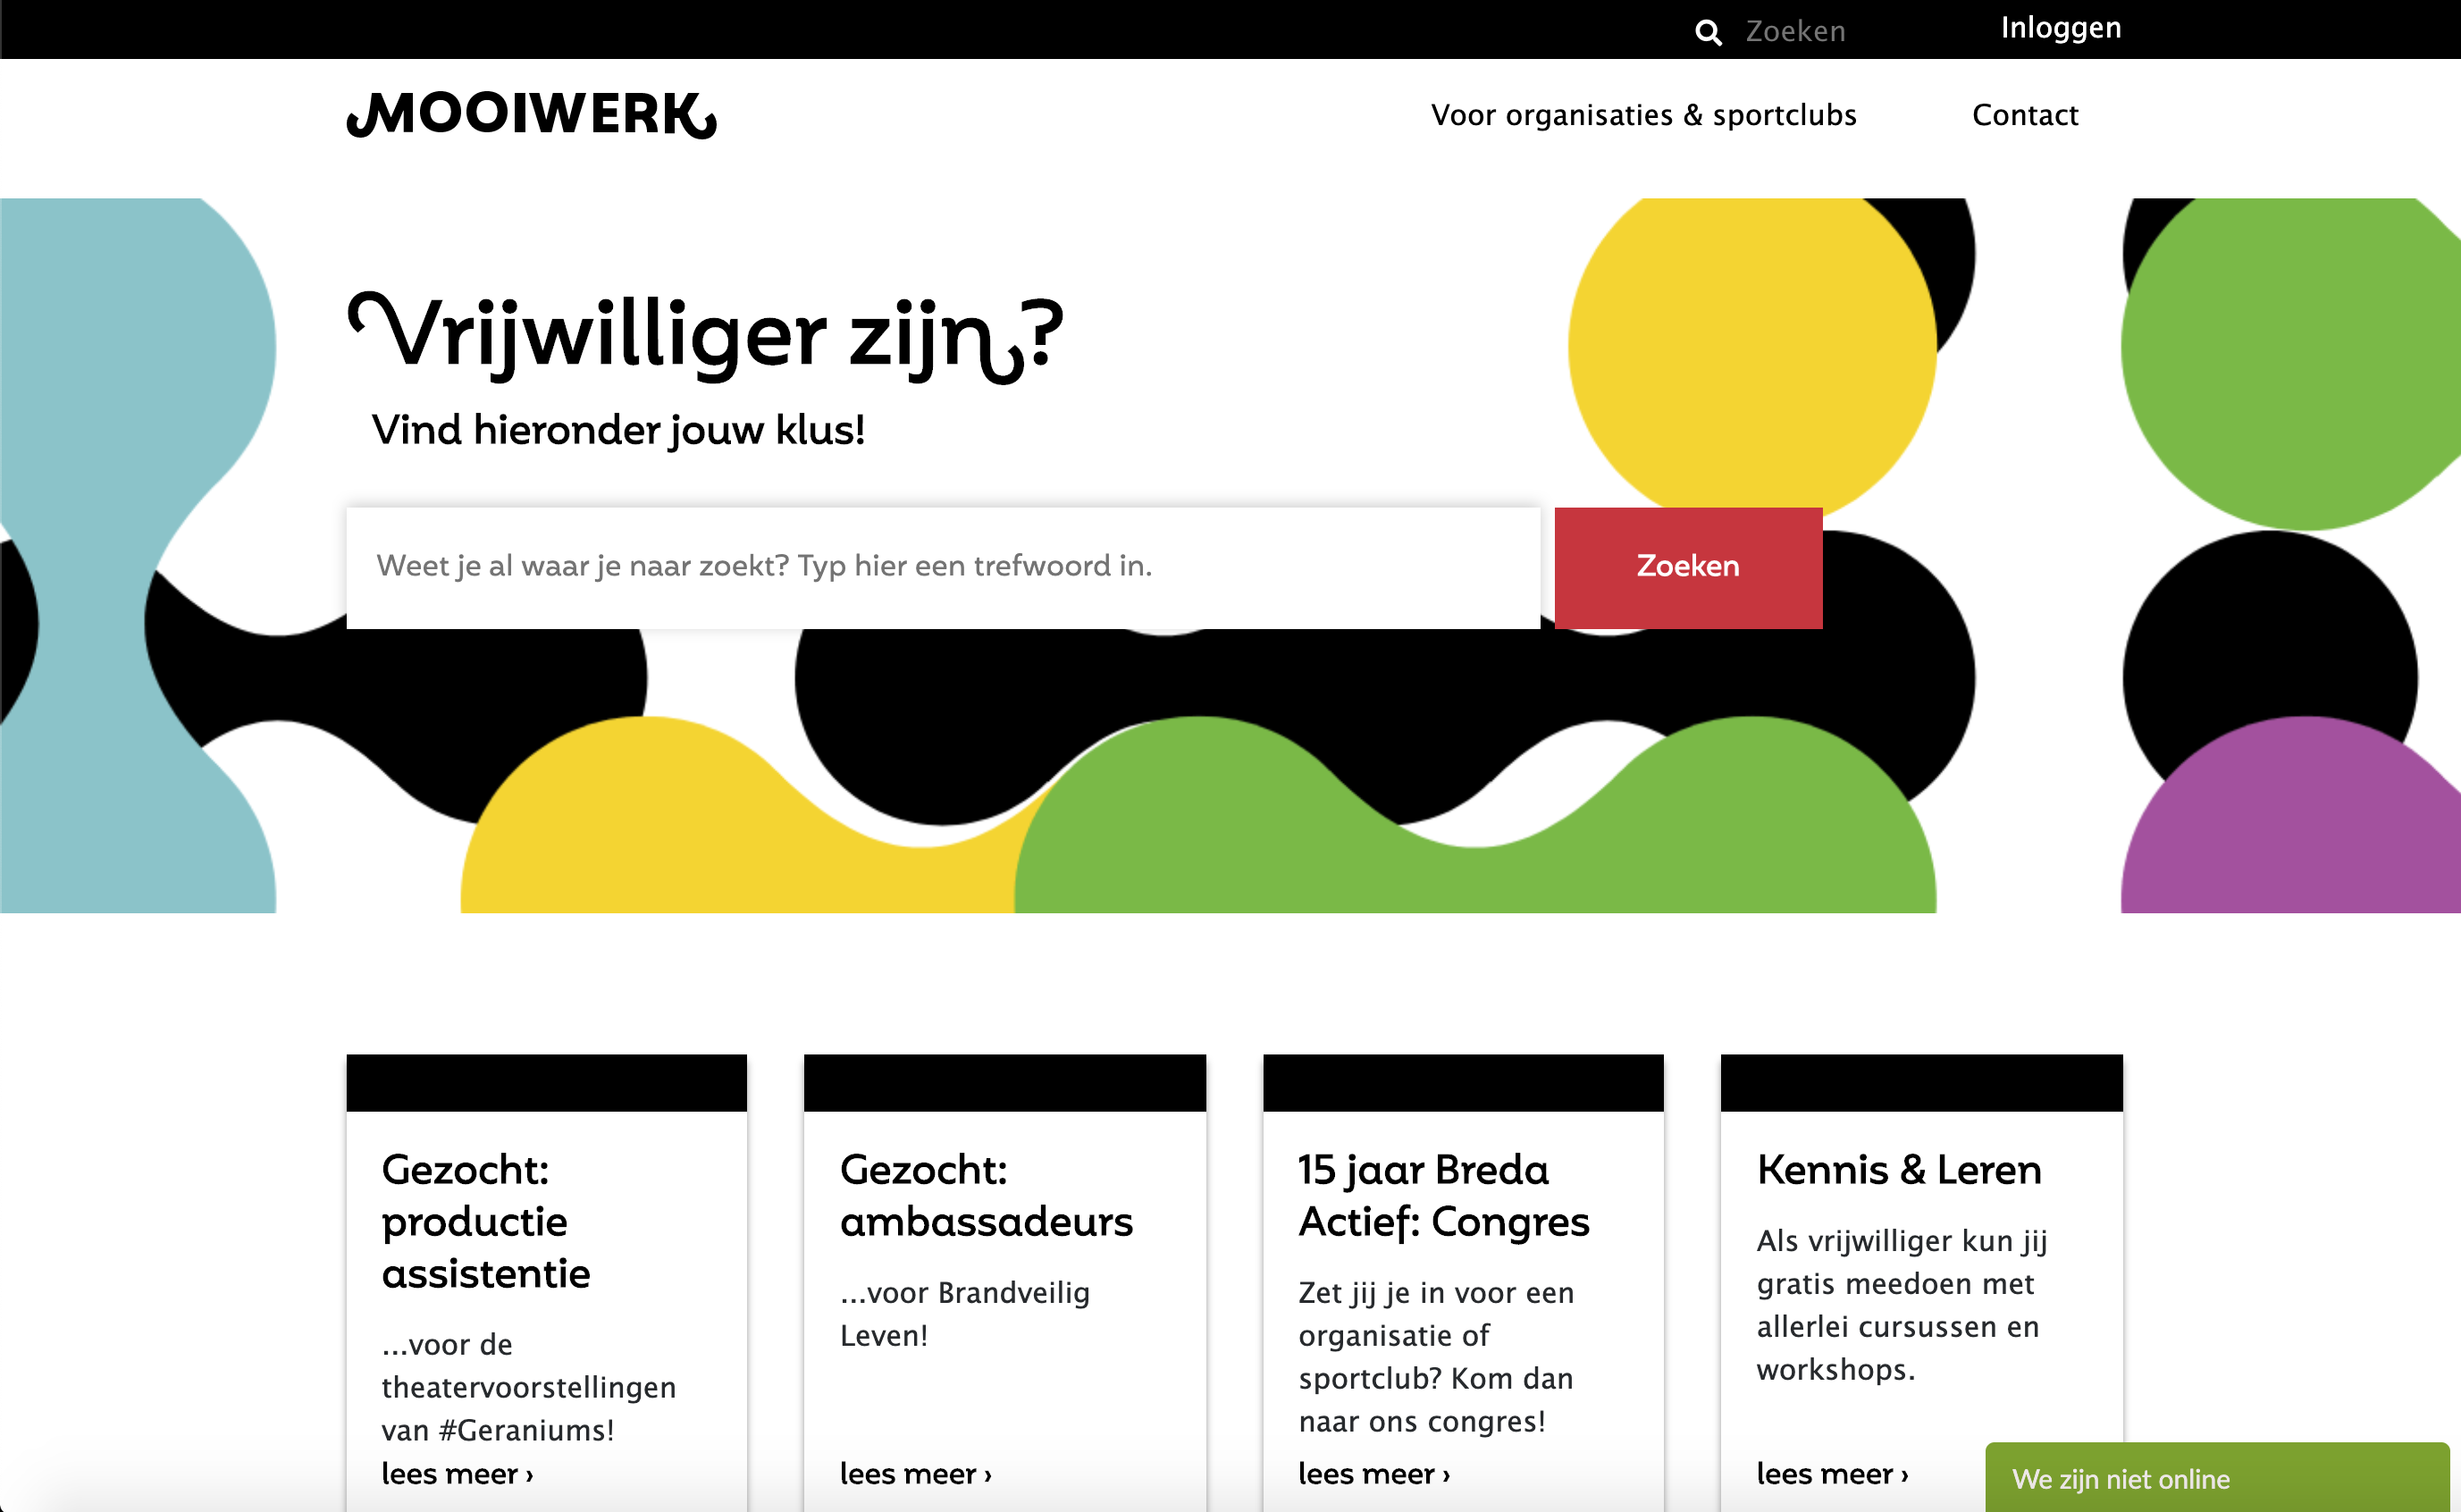 Zoeken
Inloggen
MOOIWERK
Voor organisaties & sportclubs
Contact
Vrijwilliger zijn?
Vind hieronder jouw klus!
Weet je al waar je naar zoekt? Typ hier een trefwoord in.
Zoeken
Gezocht:
productie
assistentie
...voor de
theatervoorstellingen
van #Geraniums!
lees meer ›
Gezocht:
ambassadeurs
...voor Brandveilig
Leven!
lees meer ›
15 jaar Breda
Actief: Congres
Zet jij je in voor een
organisatie of
sportclub? Kom dan
naar ons congres!
lees meer ›
Kennis & Leren
Als vrijwilliger kun jij
gratis meedoen met
allerlei cursussen en
workshops.
lees meer ›
We zijn niet online